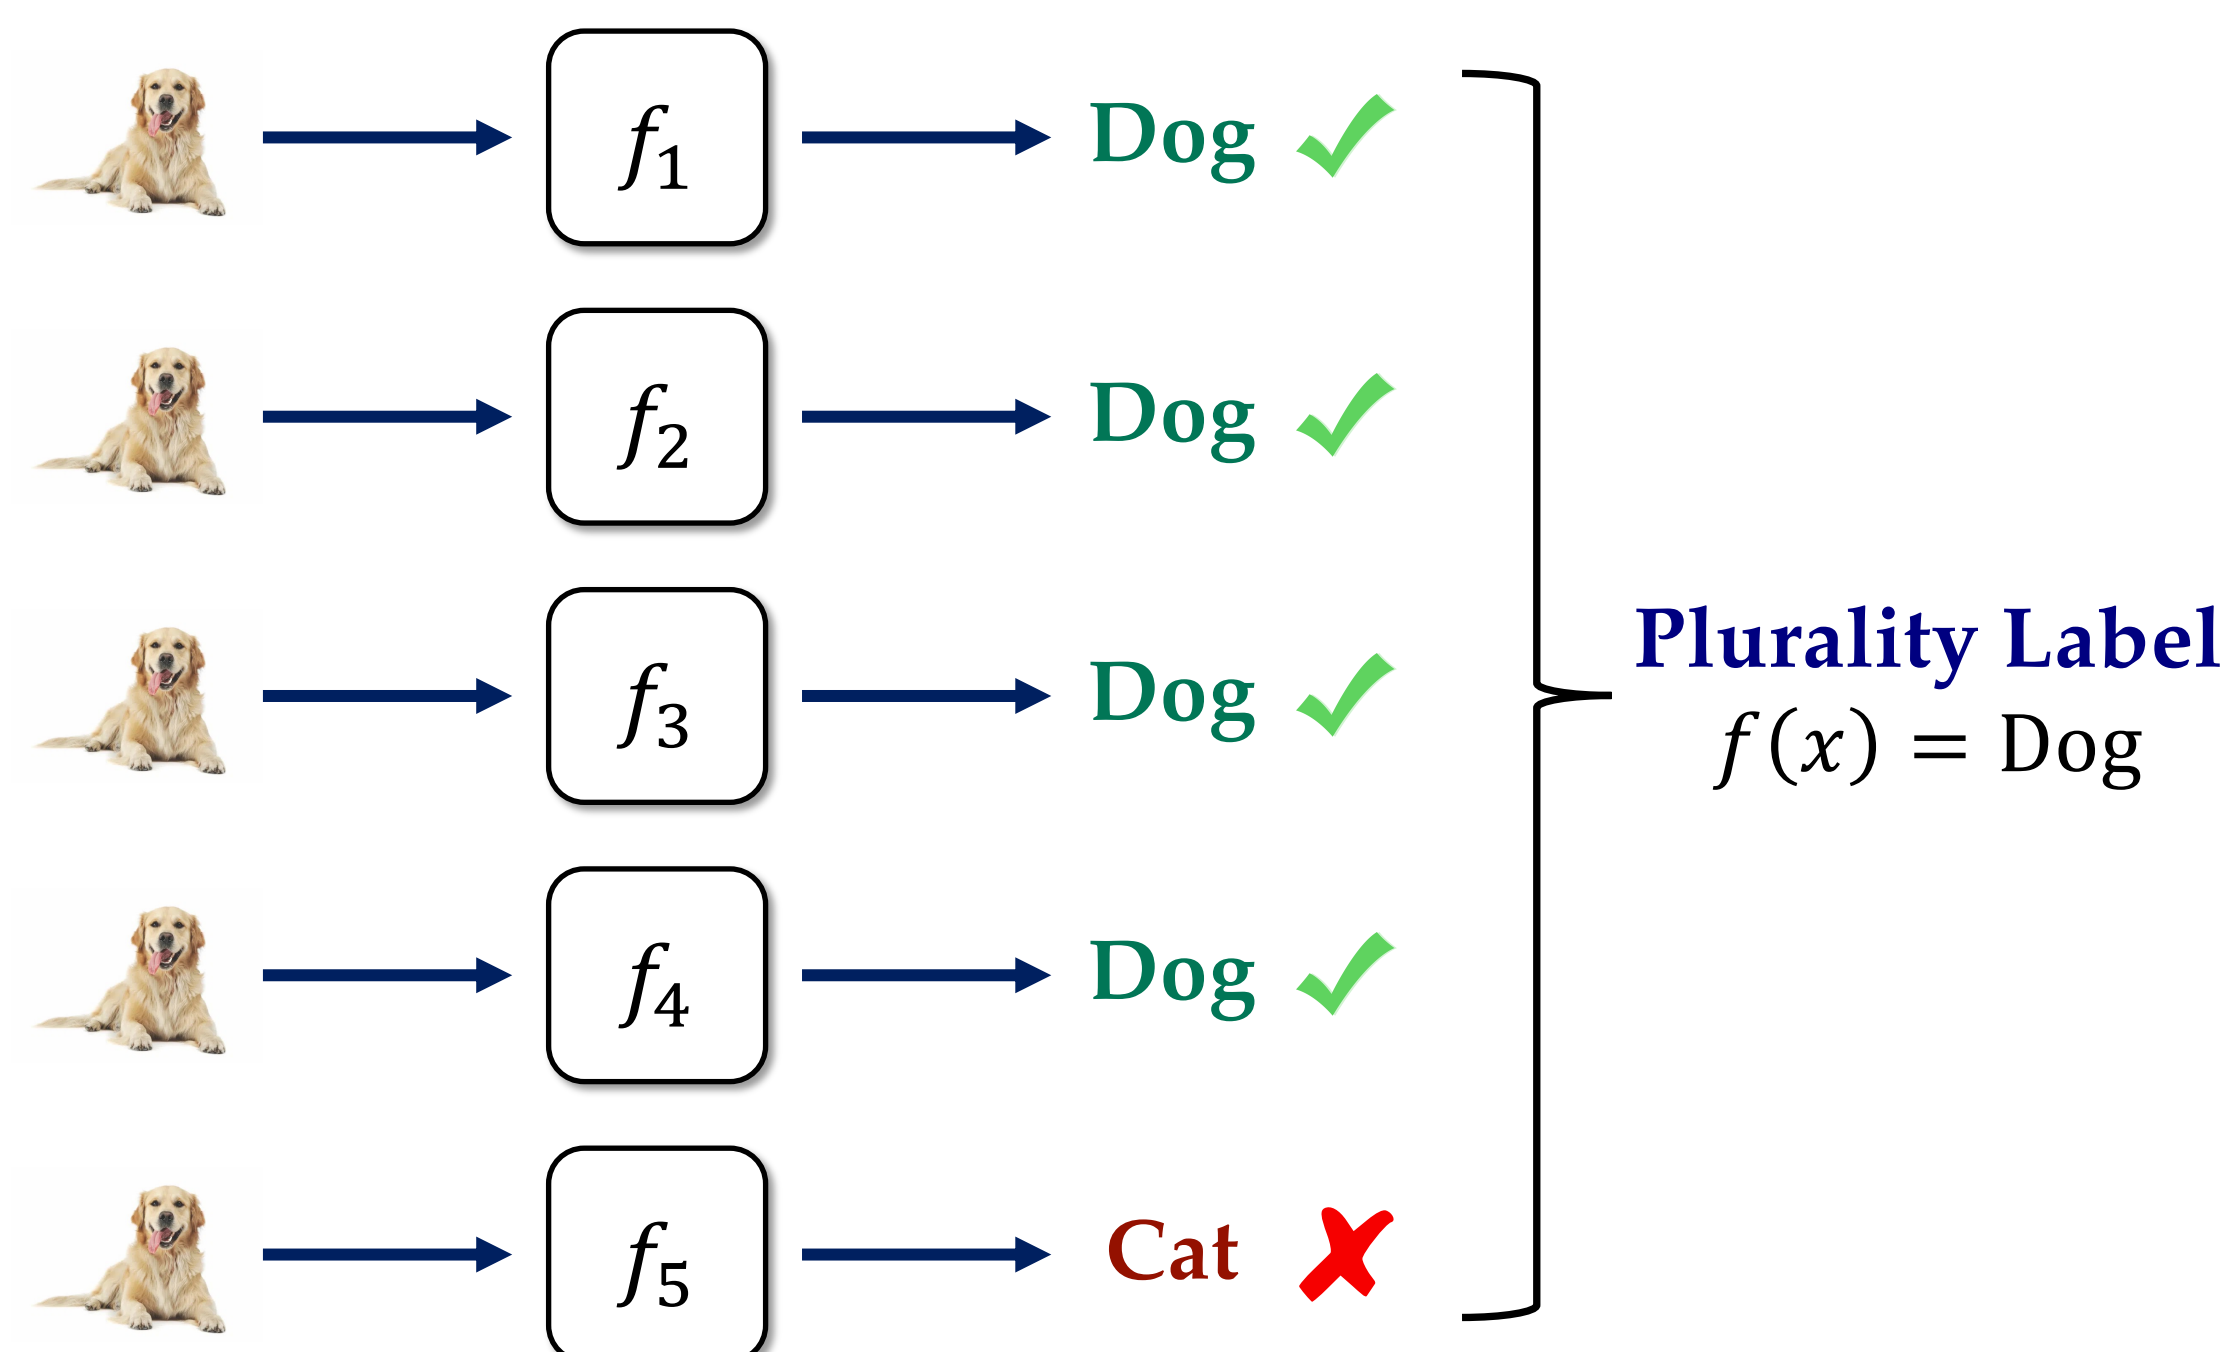 f₁
Dog
f₂
Dog
f₃
Dog
f₄
Dog
f₅
Cat
Plurality Label
f(x) = Dog